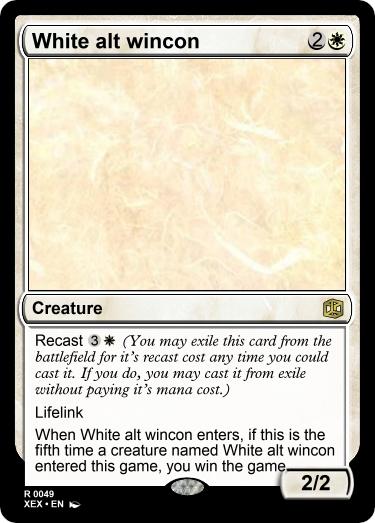 White alt wincon 2
Creature
Recast 3 (You may exile this card from the
battlefield for it's recast cost any time you could
cast it. If you do, you may cast it from exile
without paying it's mana cost.)
Lifelink
When White alt wincon enters, if this is the
fifth time a creature named White alt wincon
entered this game, you win the game.
2/2
R 0049
XEX • EN